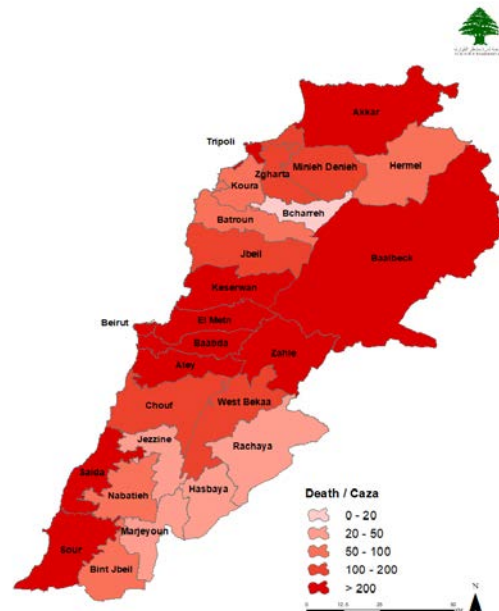 Akkar
Tripoli
Hermel
Minieh Denieh
Zgharta
Koura
Bcharreh
Batroun
Jbeil
Baalbeck
Keserwan
El Metn
Beirut
Baabda
Zahle
Aley
Chouf
West Bekaa
Jezzine
Rachaya
Saida
Hasbaya
Nabatieh
Marjeyoun
Sour
Bint Jbeil
Death / Caza
0 - 20
20 - 50
50 - 100
100 - 200
> 200
N